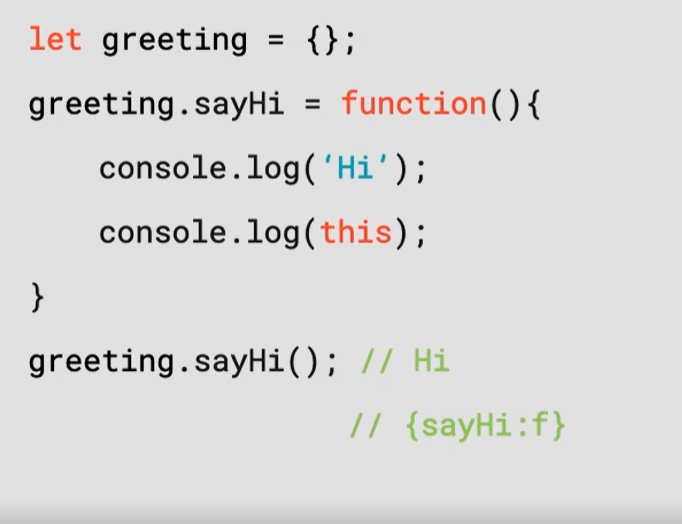 let greeting = {};
greeting.sayHi = function(){
console.log(‘Hi’);
console.log(this);
}
greeting.sayHi(); // Hi
// {sayHi:f}